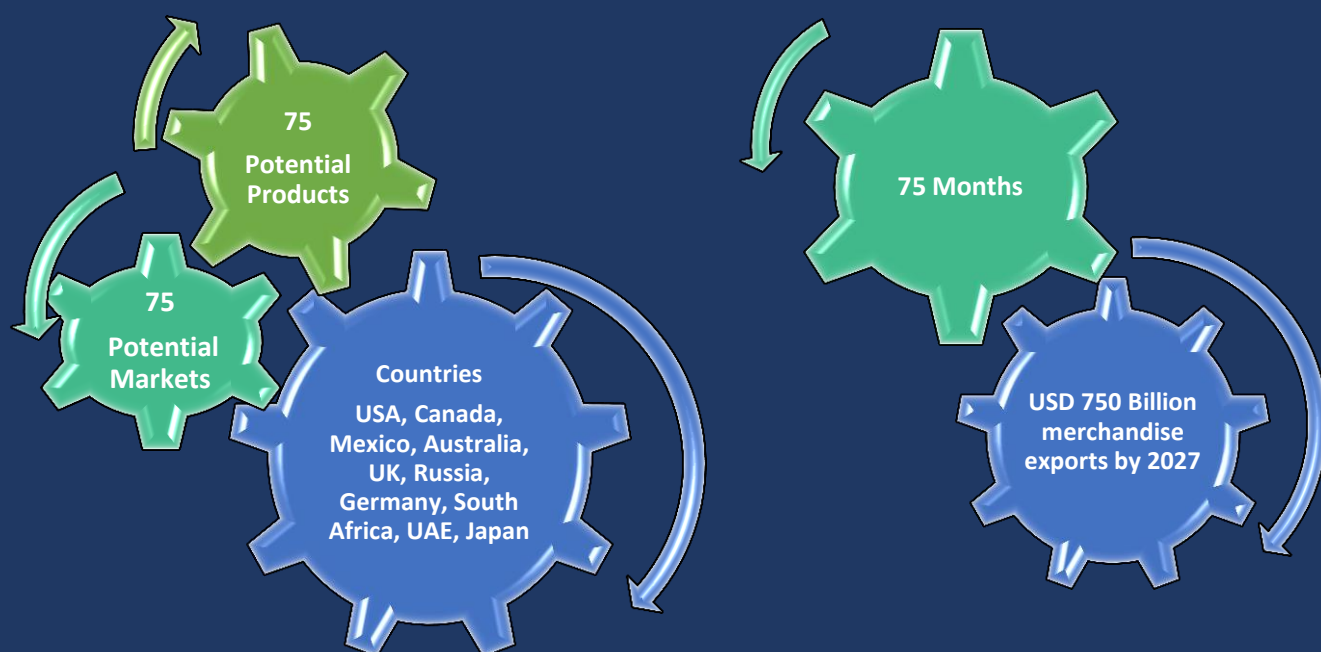 75
Potential
Products
75
Potential
Markets
Countries
USA, Canada,
Mexico, Australia,
UK, Russia,
Germany, South
Africa, UAE, Japan
75 Months
USD 750 Billion
merchandise
exports by 2027